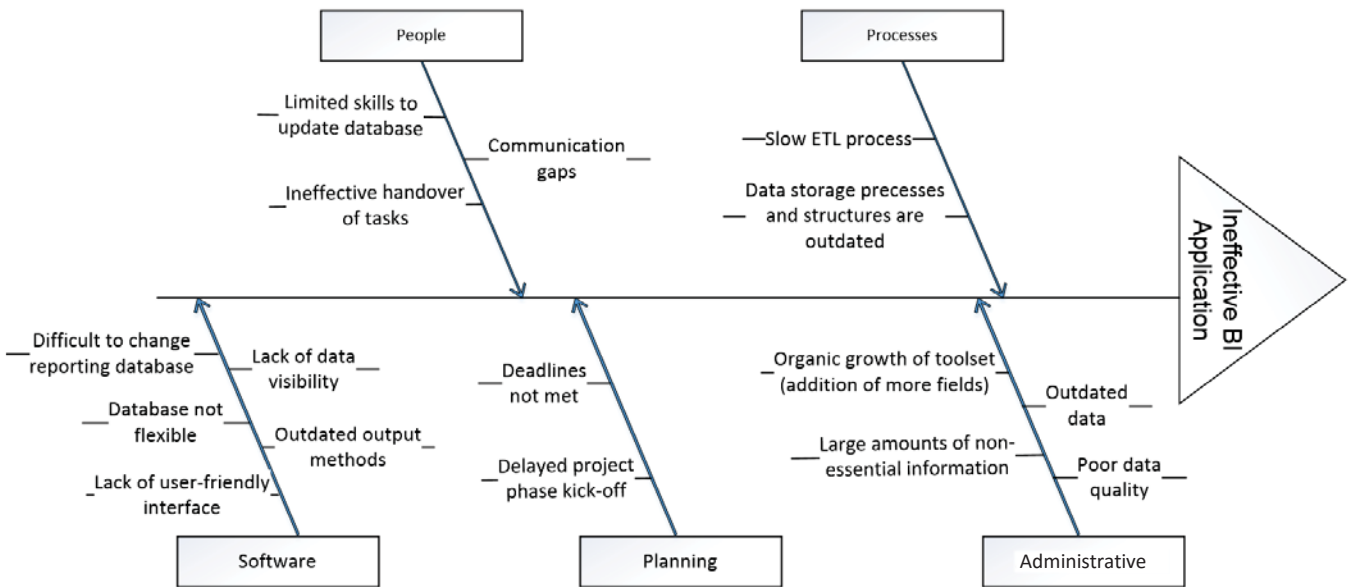 People
Processes
Limited skills to
update database
Communication
gaps
Ineffective handover
of tasks
Slow ETL process
Data storage precesses
and structures are
outdated
Ineffective BI
Application
Difficult to change
reporting database
Lack of data
visibility
Database not
flexible
Outdated output
methods
Lack of user-friendly
interface
Deadlines
not met
Delayed project
phase kick-off
Organic growth of toolset
(addition of more fields)
Outdated
data
Large amounts of non-
essential information
Poor data
quality
Software
Planning
Administrative